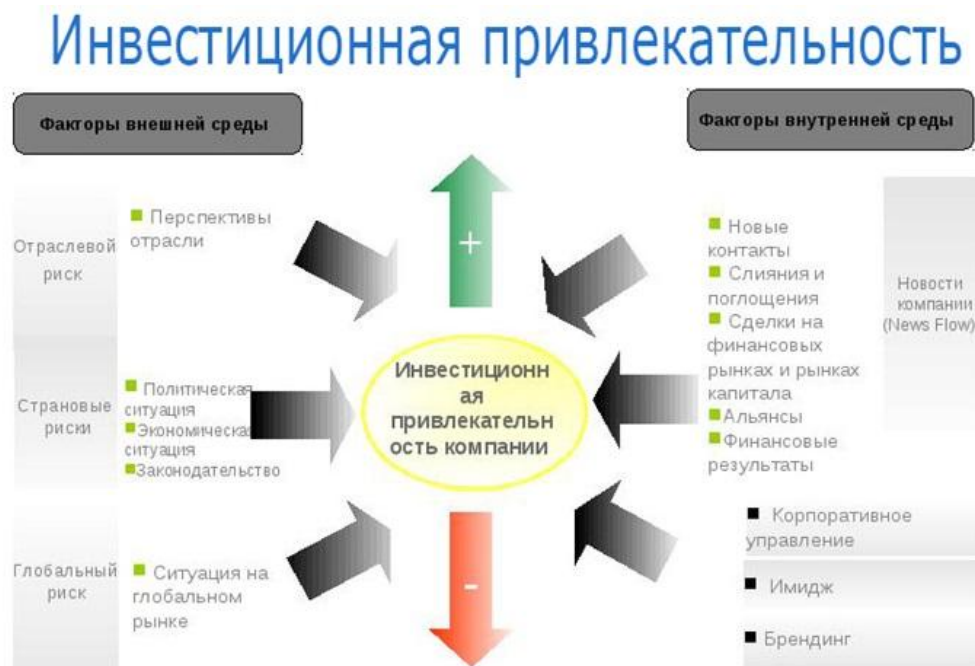 Инвестиционная привлекательность
Факторы внешней среды
Отраслевой
риск
Перспективы
отрасли
Страновые
риски
Политическая
ситуация
Экономическая
ситуация
Законодательство
Глобальный
риск
Ситуация на
глобальном
рынке
+
Инвестиционн
ая
привлекательн
ость компании
-
Факторы внутренней среды
Новые
контакты
Слияния и
поглощения
Сделки на
финансовых
рынках и рынках
капитала
Альянсы
Финансовые
результаты
Новости
компании
(News Flow)
Корпоративное
управление
Имидж
Брендинг